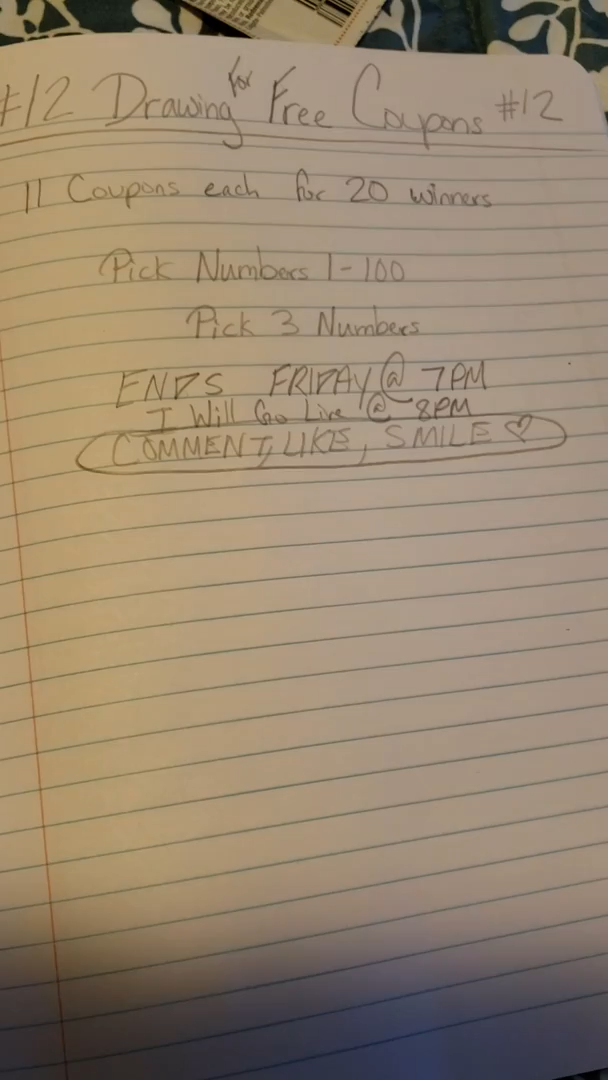 #12 Drawing for Free Coupons #12
11 Coupons each for 20 winners
Pick Numbers 1-100
Pick 3 Numbers
ENDS FRIDAY @ 7PM
I Will Go Live @ 8PM
COMMENT, LIKE, SMILE ♡